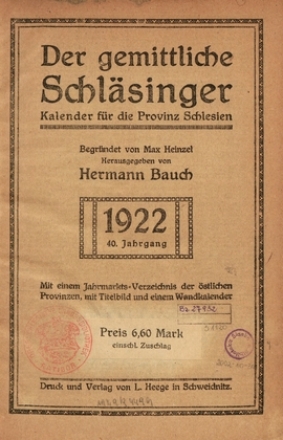 Der gemittliche
Schläsinger
Kalender für die Provinz Schlesien
Begründet von Max Heinzel
Herausgegeben von
Hermann Bauch
1922
40. Jahrgang
Mit einem Jahrmarkts-Verzeichnis der östlichen
Provinzen, mit Titelbild und einem Wandkalender
Preis 6,60 Mark
einschl. Zuschlag
Druck und Verlag von L. Heege in Schweidnitz.